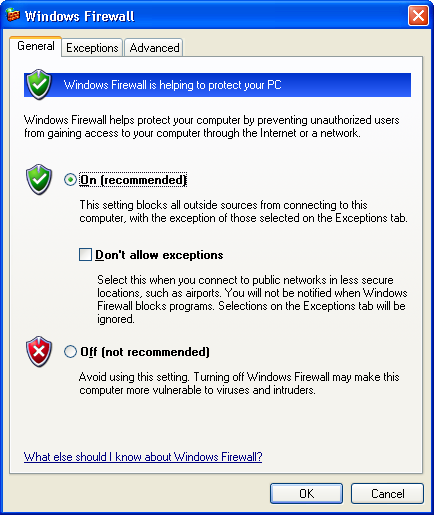 Windows Firewall
General Exceptions Advanced
Windows Firewall is helping to protect your PC
Windows Firewall helps protect your computer by preventing unauthorized users
from gaining access to your computer through the Internet or a network.
On (recommended)
This setting blocks all outside sources from connecting to this
computer, with the exception of those selected on the Exceptions tab.
Don't allow exceptions
Select this when you connect to public networks in less secure
locations, such as airports. You will not be notified when Windows
Firewall blocks programs. Selections on the Exceptions tab will be
ignored.
Off (not recommended)
Avoid using this setting. Turning off Windows Firewall may make this
computer more vulnerable to viruses and intruders.
What else should I know about Windows Firewall?
OK Cancel